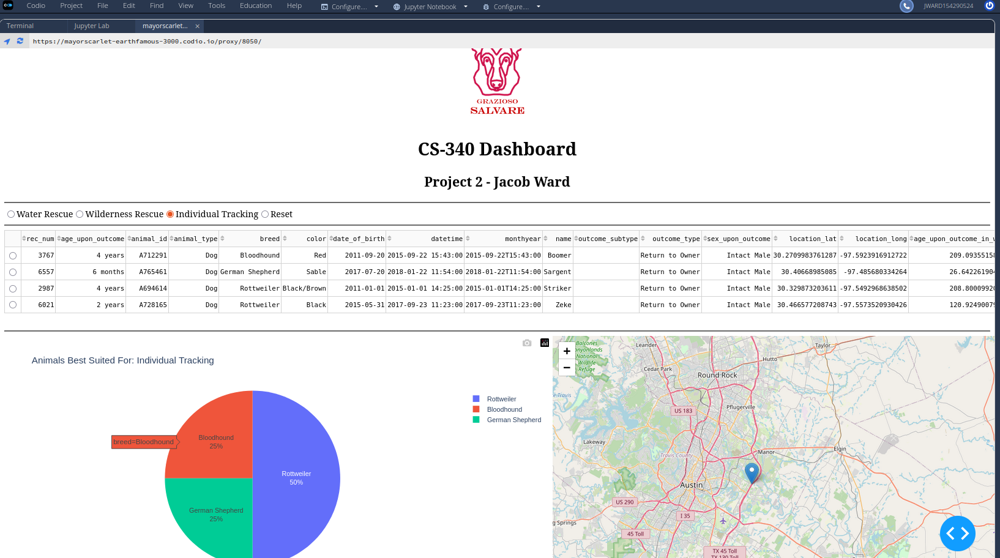 Codio Project File Edit Find View Tools Education Help Configure.... Jupyter Notebook Configure.... JWARD154290524
Terminal Jupyter Lab mayorscarlet...
https://mayorscarlet-earthfamous-3000.codio.io/proxy/8050/
GRAZIOSO
SALVARE
CS-340 Dashboard
Project 2 - Jacob Ward
Water Rescue Wilderness Rescue Individual Tracking Reset
rec_num age_upon_outcome animal_id animal_type breed color date_of_birth datetime monthyear name outcome_subtype outcome_type sex_upon_outcome location_lat location_long age_upon_outcome_in_w
3767 4 years A712291 Dog Bloodhound Red 2011-09-20 2015-09-22 15:43:00 2015-09-22T15:43:00 Boomer Return to Owner Intact Male 30.2709983761287 -97.5923916912722 209.09355158
6557 6 months A765461 Dog German Shepherd Sable 2017-07-20 2018-01-22 11:54:00 2018-01-22T11:54:00 Sargent Return to Owner Intact Male 30.40668985085 -97.485680334264 26.642261904
2987 4 years A694614 Dog Rottweiler Black/Brown 2011-01-01 2015-01-01 14:25:00 2015-01-01T14:25:00 Striker Return to Owner Intact Male 30.329873203611 -97.5492968638502 208.80009920
6021 2 years A728165 Dog Rottweiler Black 2015-05-31 2017-09-23 11:23:00 2017-09-23T11:23:00 Zeke Return to Owner Intact Male 30.466577208743 -97.5573520930426 120.92490079
Animals Best Suited For: Individual Tracking
Rottweiler
Bloodhound
German Shepherd
breed=Bloodhound
Bloodhound
25%
Rottweiler
50%
German Shepherd
25%
+
−
Balcones
anyonlands
National
Wildlife
Refuge
Leander
Taylor
Hutto
Cedar Park
Round Rock
e Travis
US 183
Pflugerville
Lakeway
Travis County
Manor
Elgin
Austin
US 290
I 35
g Springs
45 Toll
TX 45 Toll
TX 130 Toll